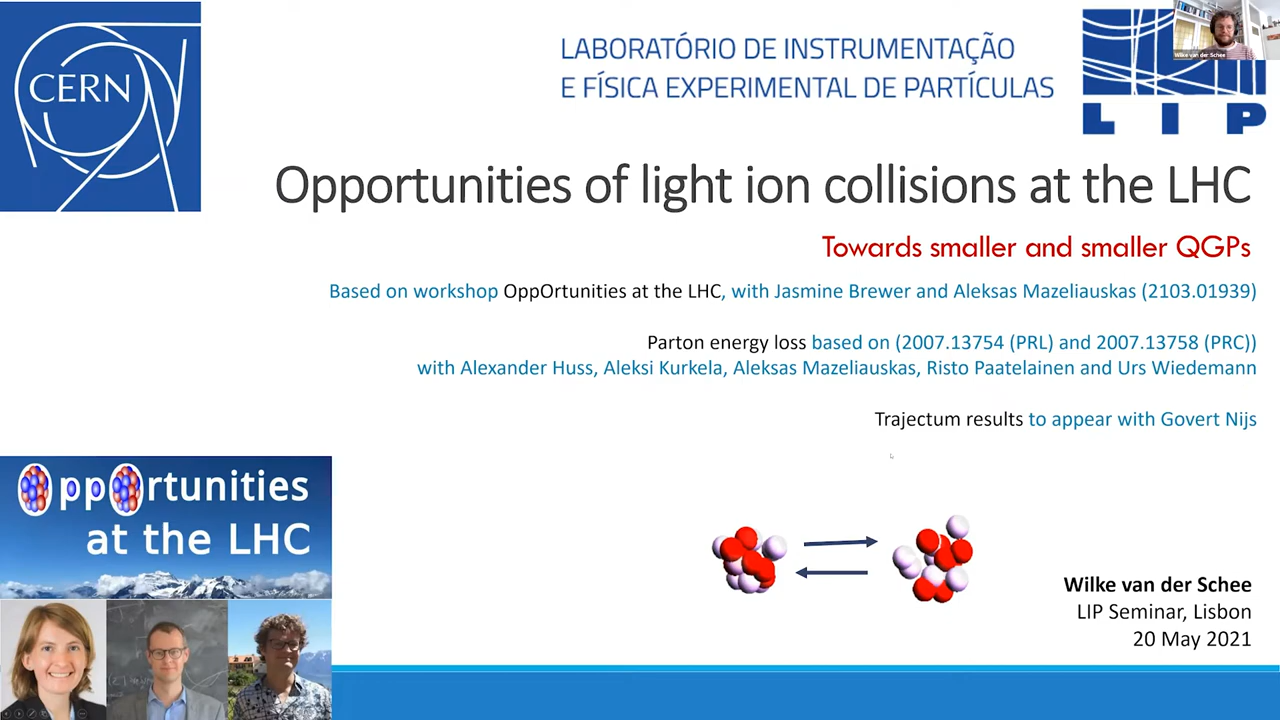 CERN
LABORATÓRIO DE INSTRUMENTAÇÃO
E FÍSICA EXPERIMENTAL DE PARTÍCULAS
Wilke van der Schee
LIP
Opportunities of light ion collisions at the LHC
Towards smaller and smaller QGPs
Based on workshop OppOrtunities at the LHC, with Jasmine Brewer and Aleksas Mazeliauskas (2103.01939)
Parton energy loss based on (2007.13754 (PRL) and 2007.13758 (PRC))
with Alexander Huss, Aleksi Kurkela, Aleksas Mazeliauskas, Risto Paatelainen and Urs Wiedemann
Trajectum results to appear with Govert Nijs
OppOrtunities
at the LHC
Wilke van der Schee
LIP Seminar, Lisbon
20 May 2021